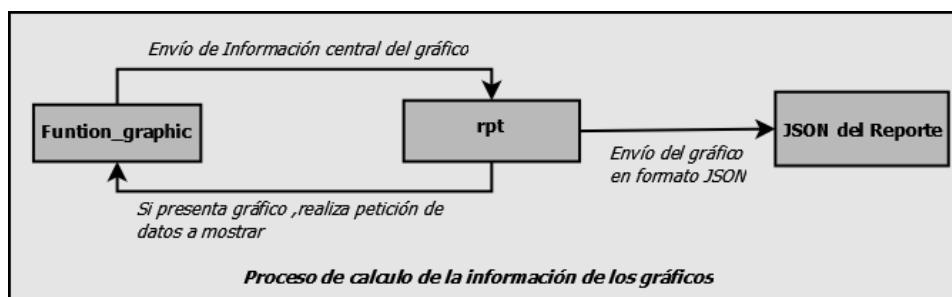 Envío de Información central del gráfico
Funtion_graphic
rpt
JSON del Reporte
Envío del gráfico
en formato JSON
Si presenta gráfico ,realiza petición de
datos a mostrar
Proceso de calculo de la información de los gráficos